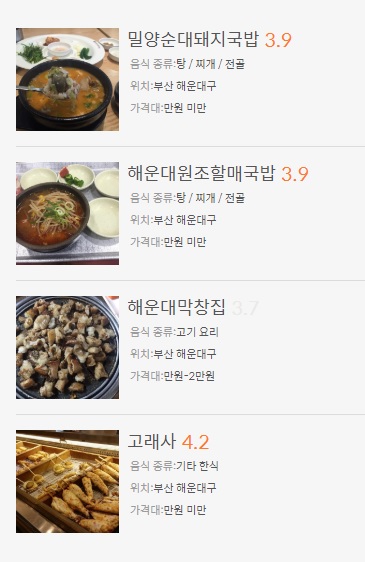 밀양순대돼지국밥 3.9
음식 종류:탕 / 찌개 / 전골
위치:부산 해운대구
가격대:만원 미만
해운대원조할매국밥 3.9
음식 종류:탕 / 찌개 / 전골
위치:부산 해운대구
가격대:만원 미만
해운대막창집 3.7
음식 종류:고기 요리
위치:부산 해운대구
가격대:만원-2만원
고래사 4.2
음식 종류:기타 한식
위치:부산 해운대구
가격대:만원 미만